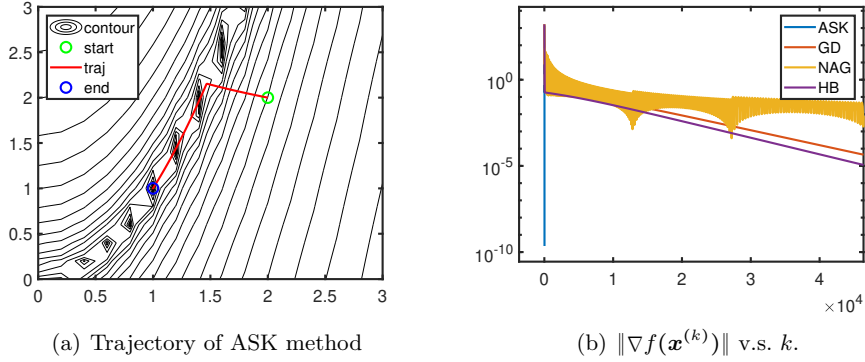 3
2.5
2
1.5
1
0.5
0
0 0.5 1 1.5 2 2.5 3
contour
start
traj
end
(a) Trajectory of ASK method
10^0
10^-5
10^-10
0 2 4
×10^4
ASK
GD
NAG
HB
(b) ‖∇f(x^(k))‖ v.s. k.